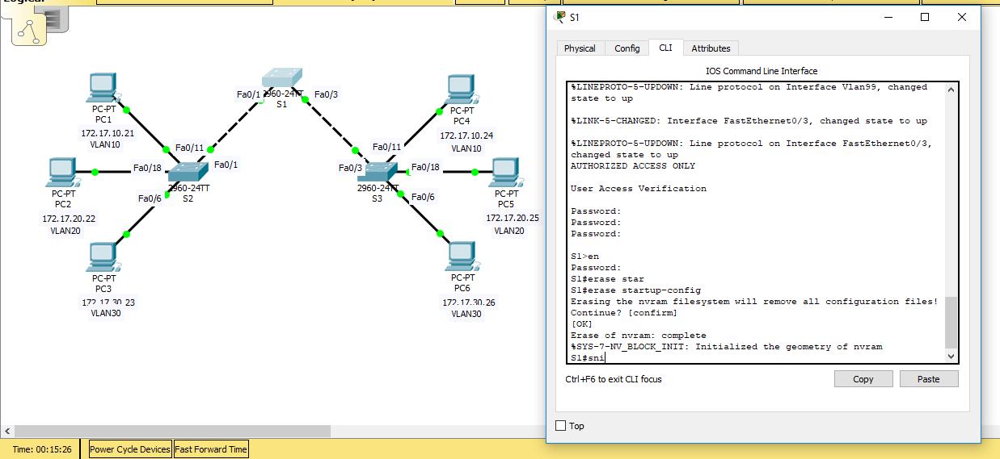 Logical
PC-PT
PC1
172.17.10.21
VLAN10
Fa0/1
2960-24TT
S1
Fa0/3
PC-PT
PC4
172.17.10.24
VLAN10
Fa0/11
Fa0/1
Fa0/18
PC-PT
PC2
172.17.20.22
VLAN20
2960-24TT
S2
Fa0/6
Fa0/11
Fa0/3
Fa0/18
2960-24TT
S3
Fa0/6
PC-PT
PC5
172.17.20.25
VLAN20
PC-PT
PC3
172.17.30.23
VLAN30
PC-PT
PC6
172.17.30.26
VLAN30
Time: 00:15:26
Power Cycle Devices
Fast Forward Time
S1
Physical
Config
CLI
Attributes
IOS Command Line Interface
%LINEPROTO-5-UPDOWN: Line protocol on Interface Vlan99, changed
state to up
%LINK-5-CHANGED: Interface FastEthernet0/3, changed state to up
%LINEPROTO-5-UPDOWN: Line protocol on Interface FastEthernet0/3,
changed state to up
AUTHORIZED ACCESS ONLY
User Access Verification
Password:
Password:
Password:
S1>en
Password:
S1#erase star
S1#erase startup-config
Erasing the nvram filesystem will remove all configuration files!
Continue? [confirm]
[OK]
Erase of nvram: complete
%SYS-7-NV_BLOCK_INIT: Initialized the geometry of nvram
S1#sni
Ctrl+F6 to exit CLI focus
Copy
Paste
Top